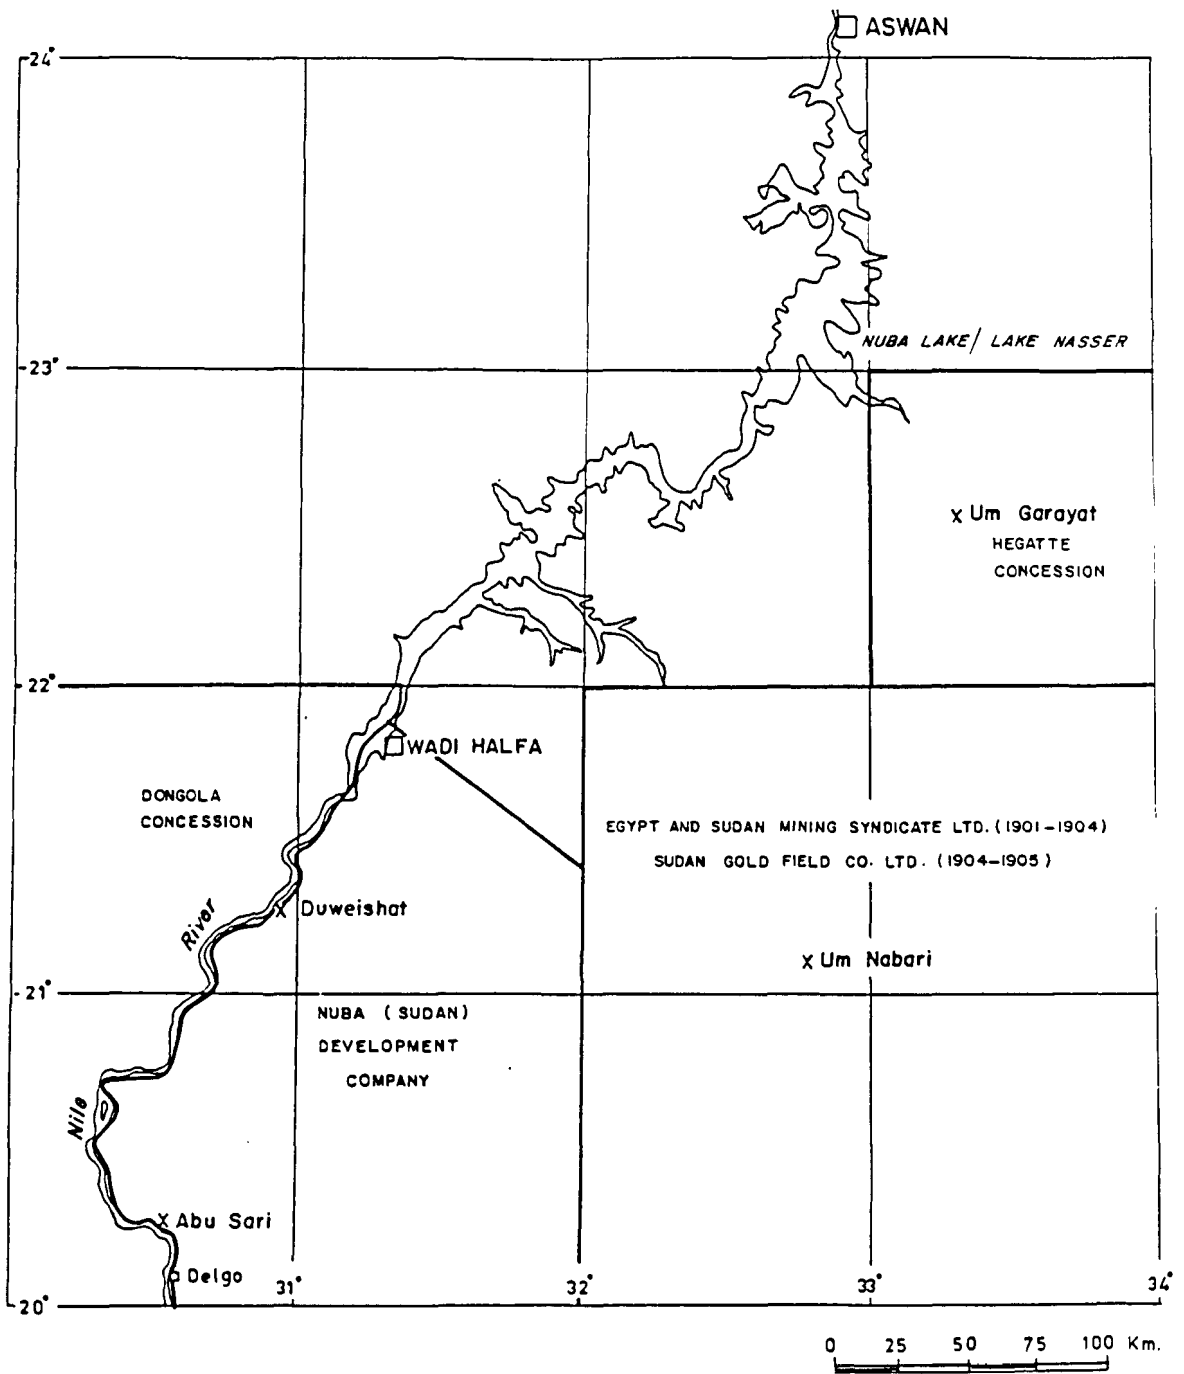 ASWAN
24°
NUBA LAKE/ LAKE NASSER
23°
x Um Garayat
HEGATTE
CONCESSION
22°
WADI HALFA
DONGOLA
CONCESSION
EGYPT AND SUDAN MINING SYNDICATE LTD. (1901-1904)
SUDAN GOLD FIELD CO. LTD. (1904-1905)
x Duweishat
River
x Um Nabari
21°
NUBA (SUDAN)
DEVELOPMENT
COMPANY
Nile
x Abu Sari
Delgo
31° 32° 33° 34°
20°
0 25 50 75 100 Km.